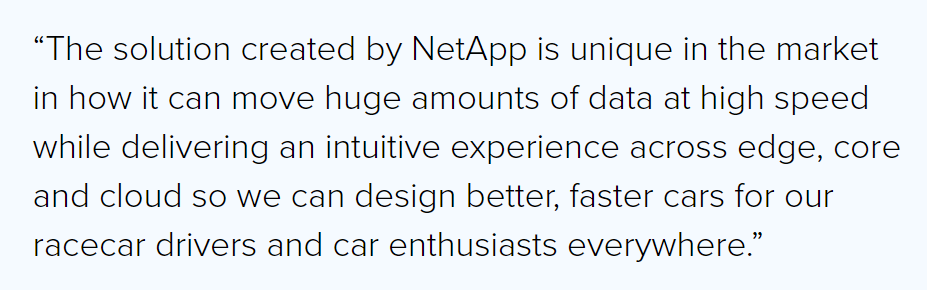 “The solution created by NetApp is unique in the market
in how it can move huge amounts of data at high speed
while delivering an intuitive experience across edge, core
and cloud so we can design better, faster cars for our
racecar drivers and car enthusiasts everywhere.”